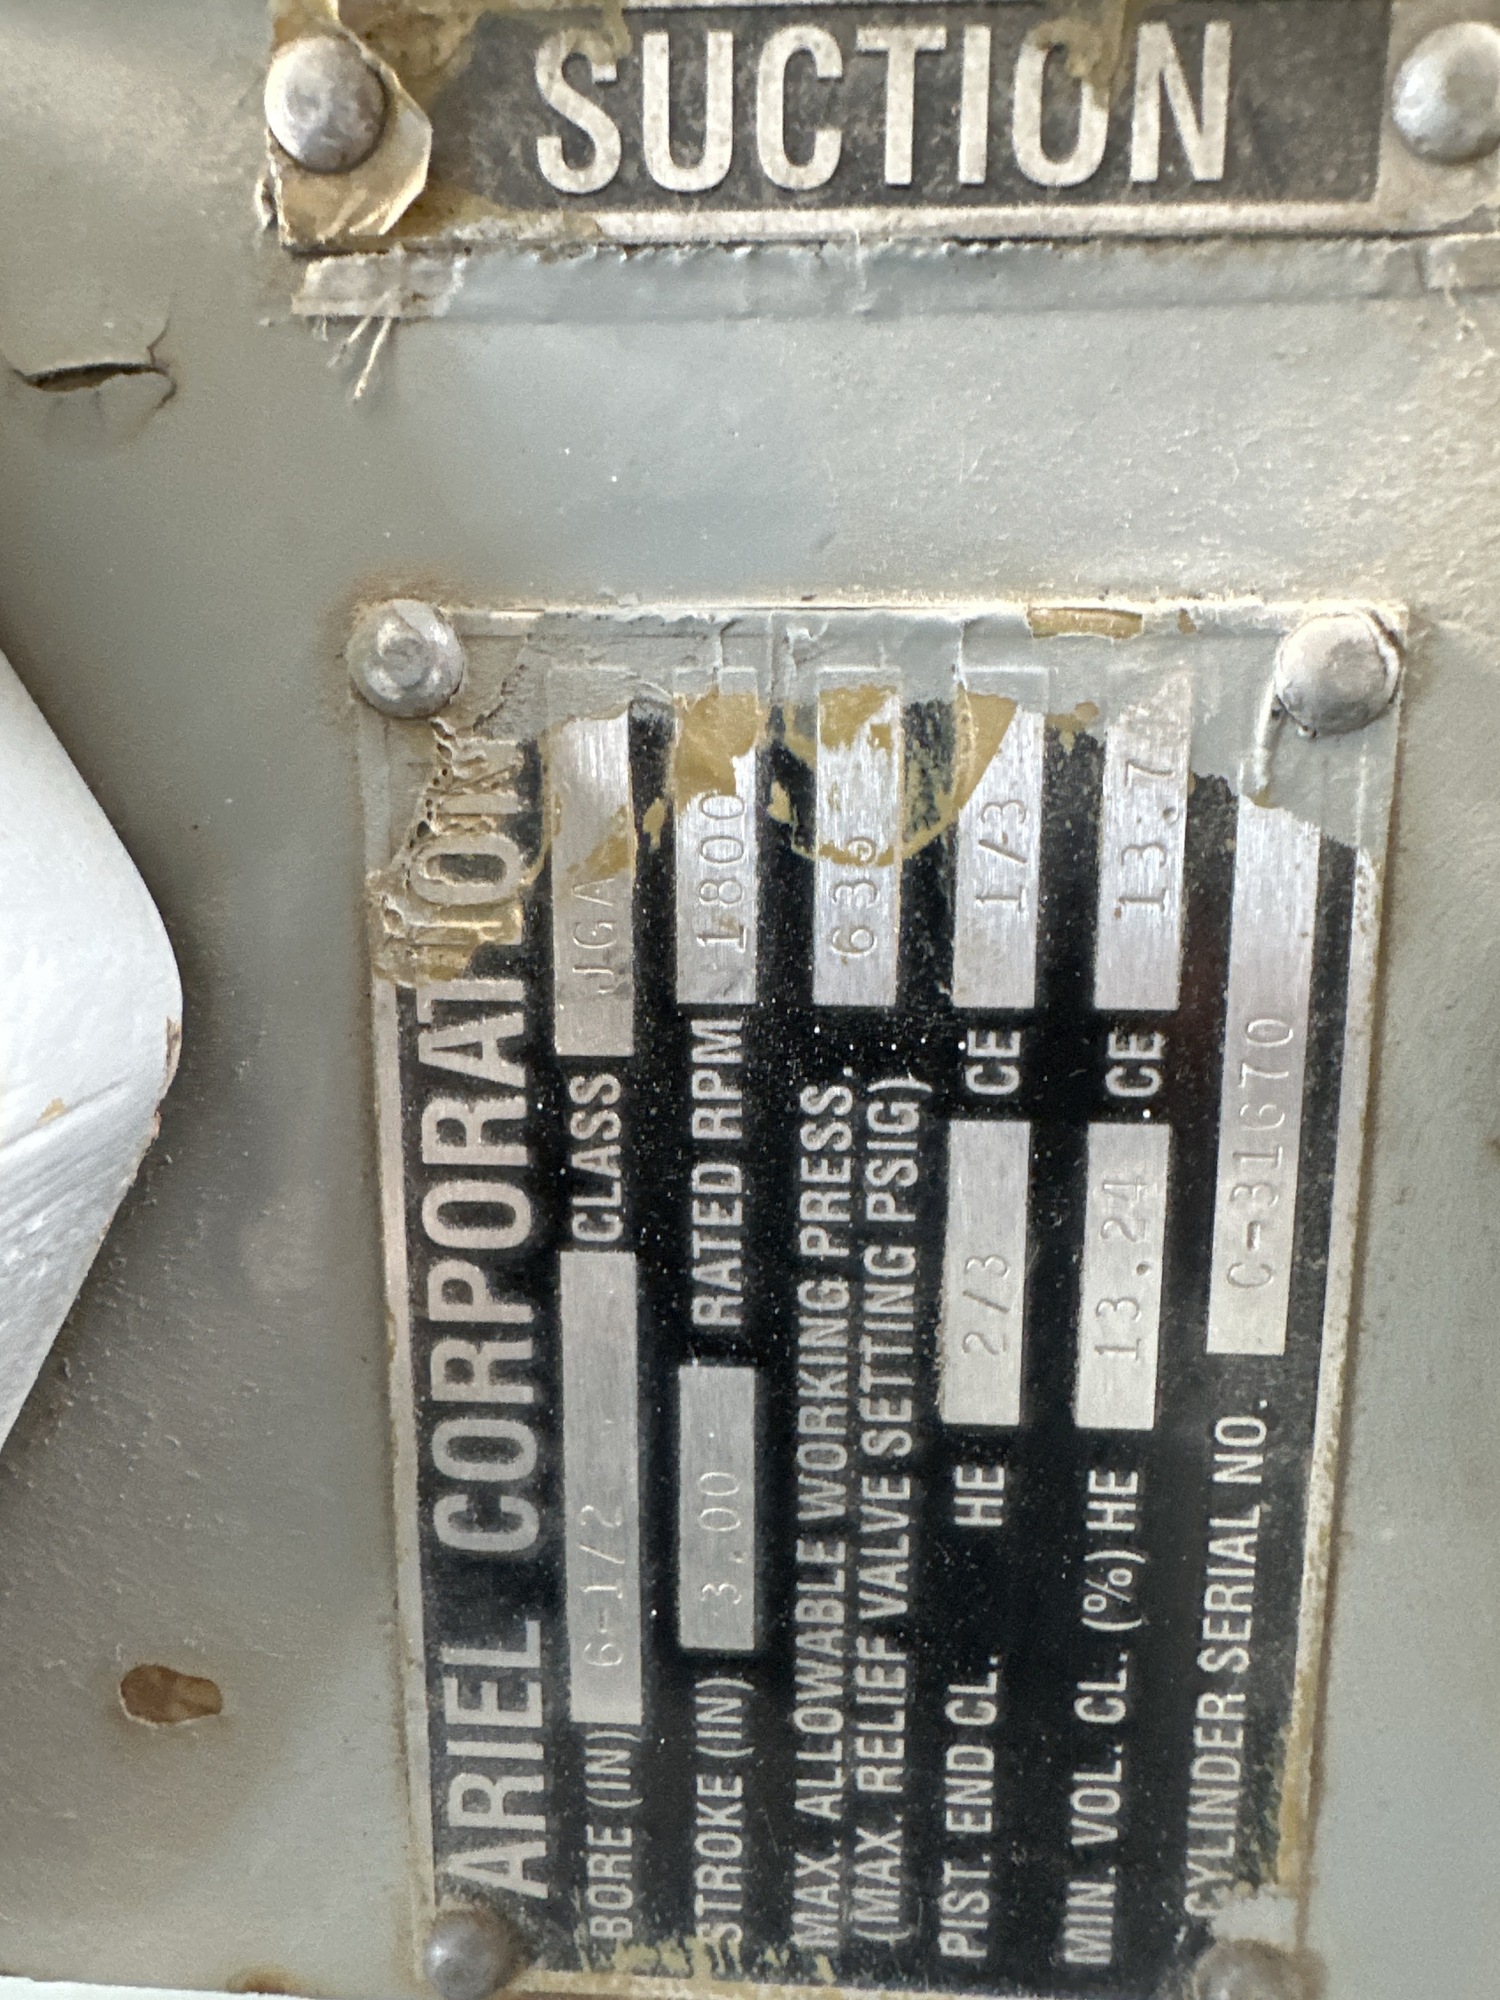 SUCTION
ARIEL CORPORATION
BORE (IN) 6-1/2 CLASS JGA
STROKE (IN) 3.00 RATED RPM 1800
MAX. ALLOWABLE WORKING PRESS.
(MAX. RELIEF VALVE SETTING PSIG) 636
PIST. END CL. HE 2/3 CE 1/3
MIN. VOL. CL. (%) HE 13.24 CE 13.7
CYLINDER SERIAL NO. C-31670